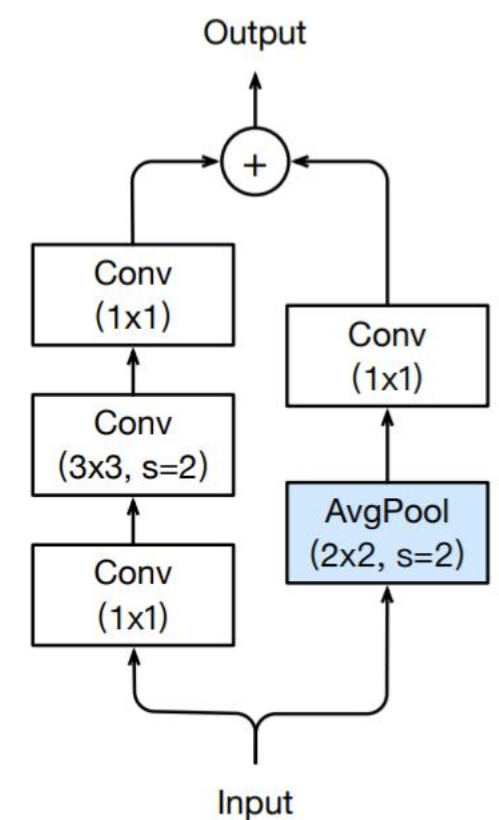 Output
+
Conv
(1x1)
Conv
(1x1)
Conv
(3x3, s=2)
AvgPool
(2x2, s=2)
Conv
(1x1)
Input